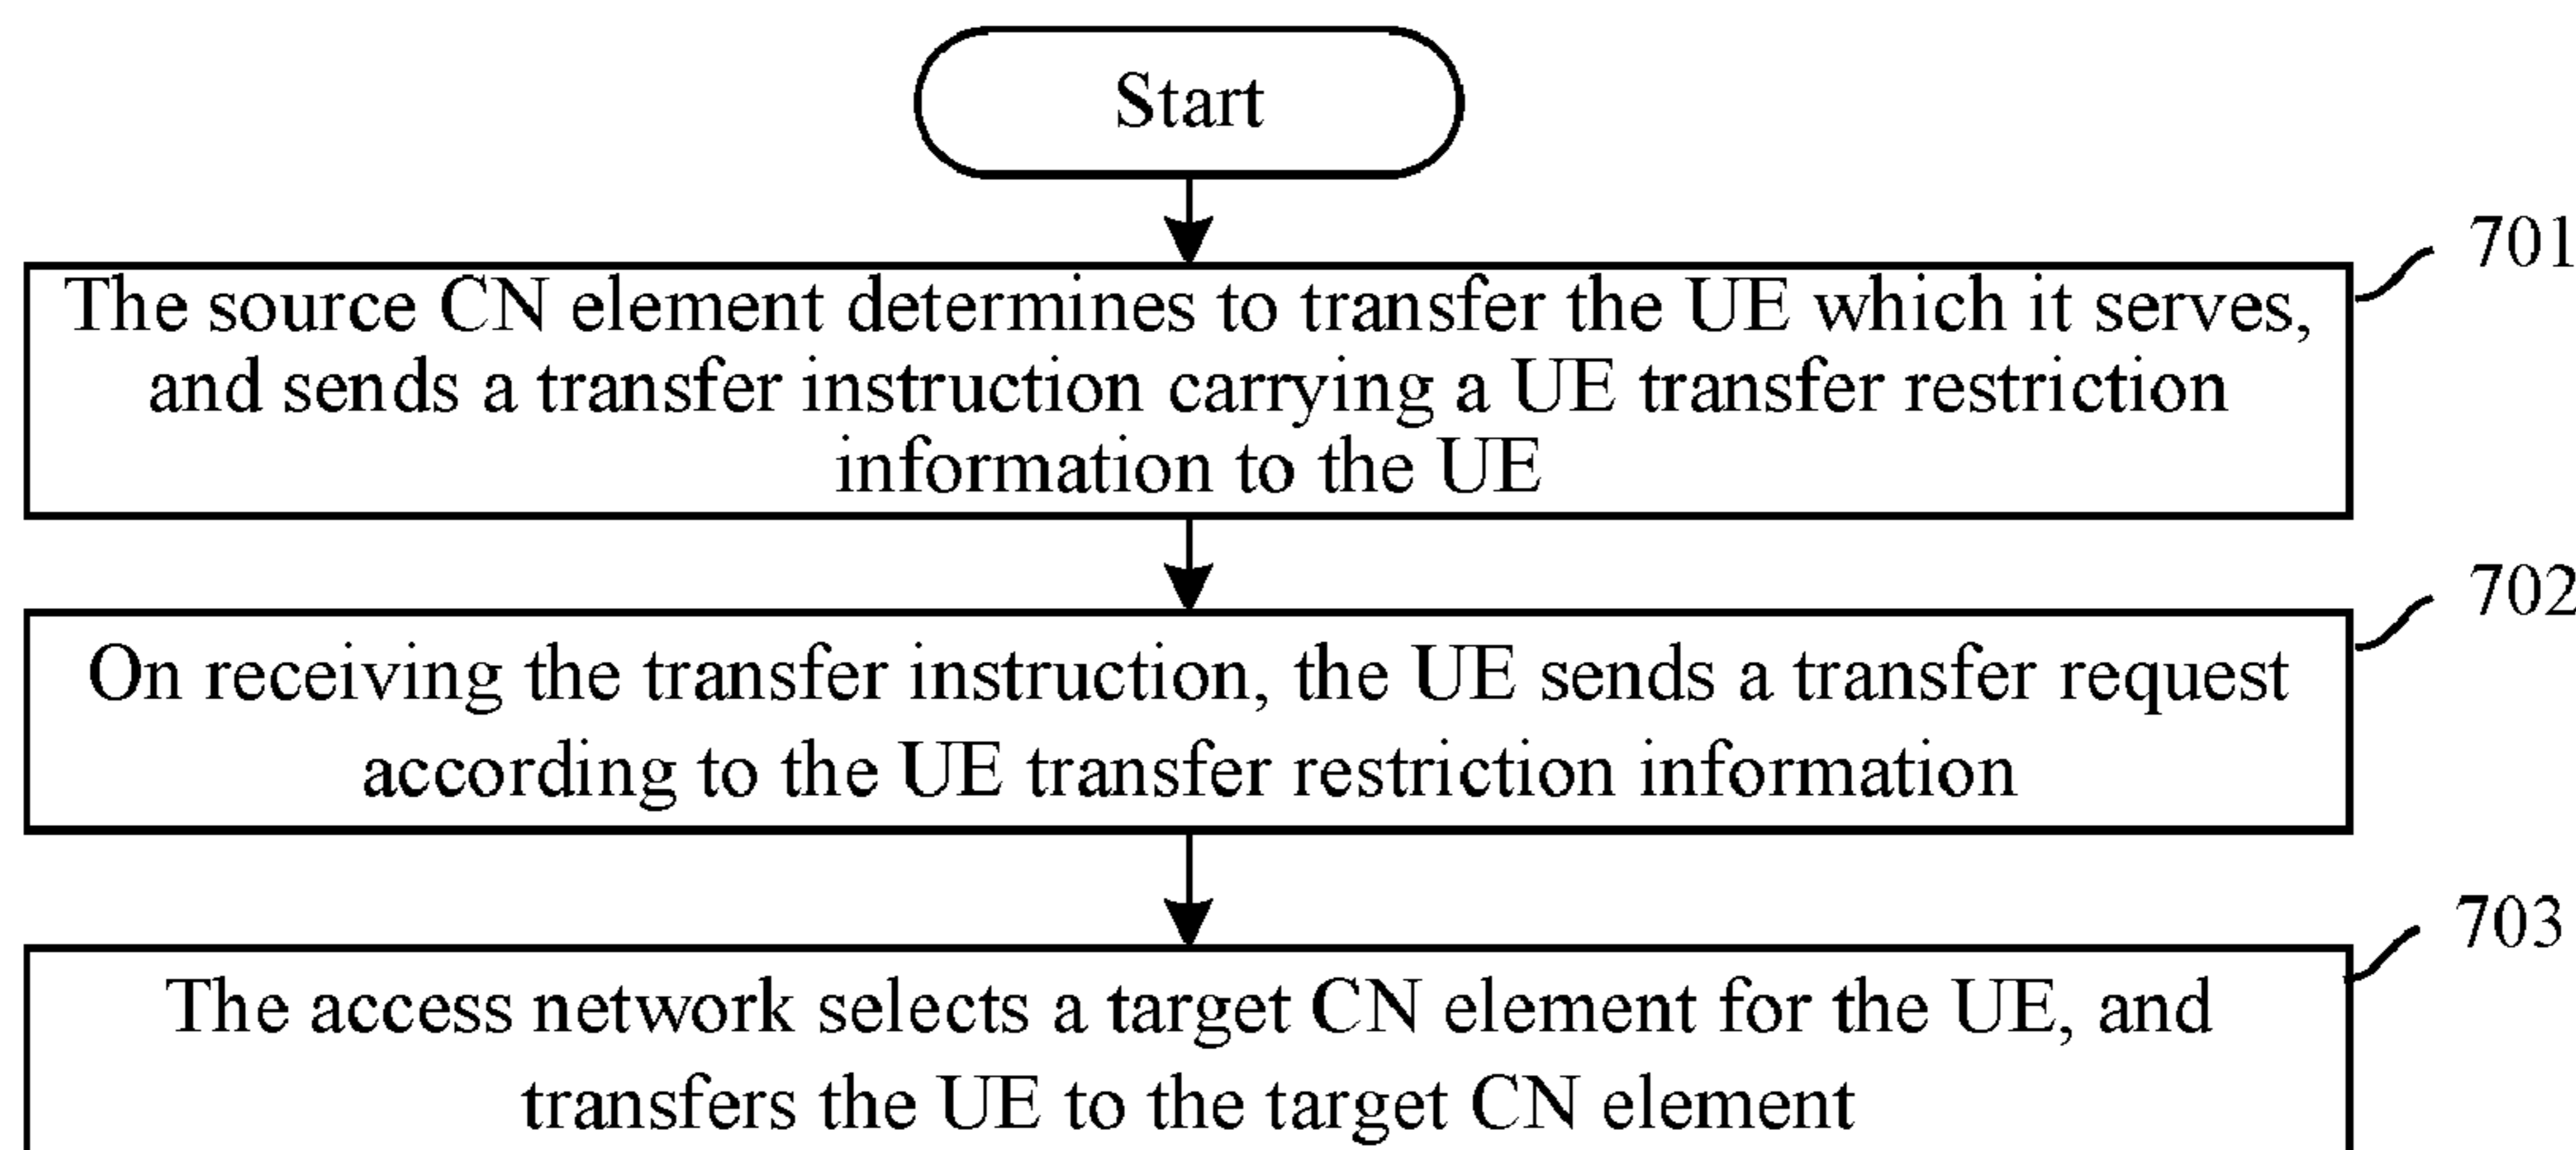 Start
701
The source CN element determines to transfer the UE which it serves,
and sends a transfer instruction carrying a UE transfer restriction
information to the UE
702
On receiving the transfer instruction, the UE sends a transfer request
according to the UE transfer restriction information
703
The access network selects a target CN element for the UE, and
transfers the UE to the target CN element